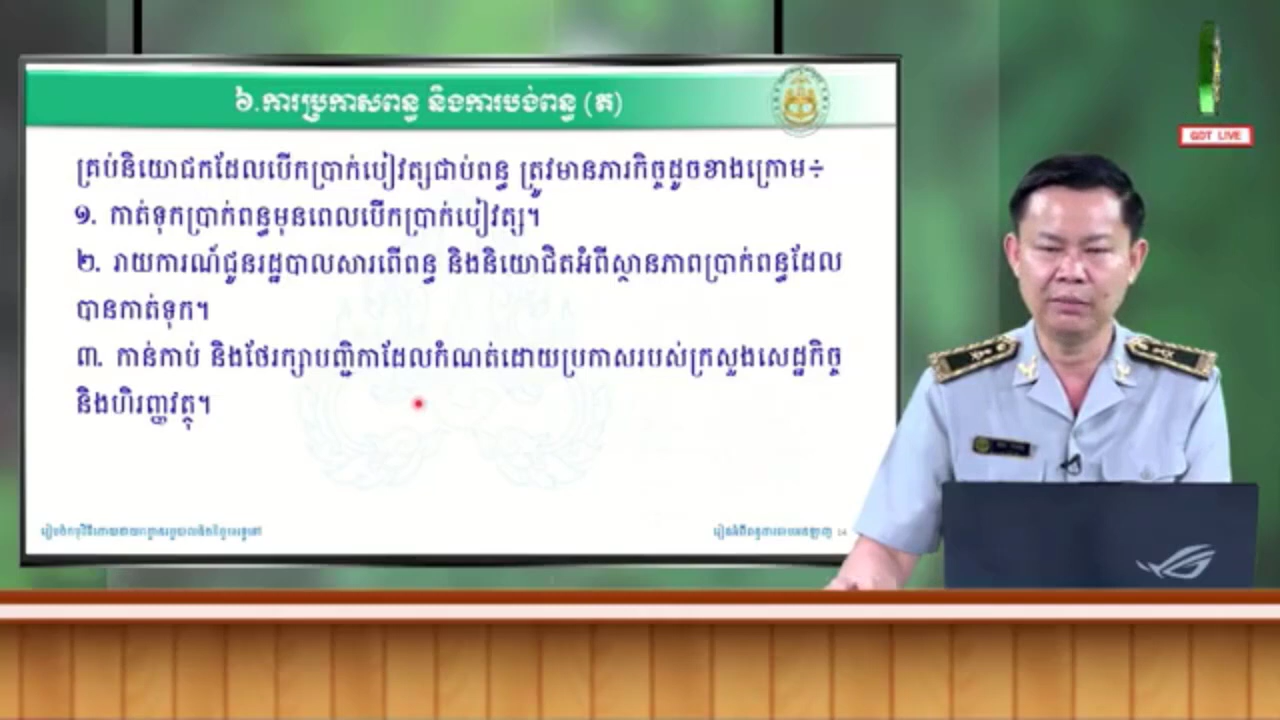 ៦.ការប្រកាសពន្ធ និងការបង់ពន្ធ (ត)
GDT LIVE
គ្រប់និយោជកដែលបើកប្រាក់បៀវត្សជាប់ពន្ធ ត្រូវមានភារកិច្ចដូចខាងក្រោម÷
១. កាត់ទុកប្រាក់ពន្ធមុនពេលបើកប្រាក់បៀវត្ស។
២. រាយការណ៍ជូនរដ្ឋបាលសារពើពន្ធ និងនិយោជិតអំពីស្ថានភាពប្រាក់ពន្ធដែល
បានកាត់ទុក។
៣. កាន់កាប់ និងថែរក្សាបញ្ជិកាដែលកំណត់ដោយប្រកាសរបស់ក្រសួងសេដ្ឋកិច្ច
និងហិរញ្ញវត្ថុ។